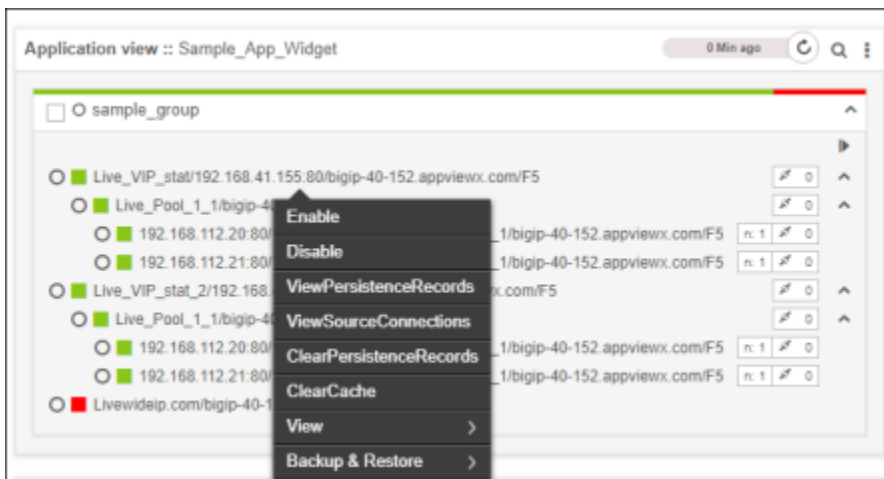 Application view :: Sample_App_Widget 0 Min ago
sample_group
Live_VIP_stat/192.168.41.155:80/bigip-40-152.appviewx.com/F5 0
Live_Pool_1_1/bigip-4 0
192.168.112.20:80/ _1/bigip-40-152.appviewx.com/F5 n: 1 0
192.168.112.21:80/ _1/bigip-40-152.appviewx.com/F5 n: 1 0
Live_VIP_stat_2/192.168. x.com/F5 0
Live_Pool_1_1/bigip-4 0
192.168.112.20:80/ _1/bigip-40-152.appviewx.com/F5 n: 1 0
192.168.112.21:80/ _1/bigip-40-152.appviewx.com/F5 n: 1 0
Livewideip.com/bigip-40-1
Enable
Disable
ViewPersistenceRecords
ViewSourceConnections
ClearPersistenceRecords
ClearCache
View
Backup & Restore